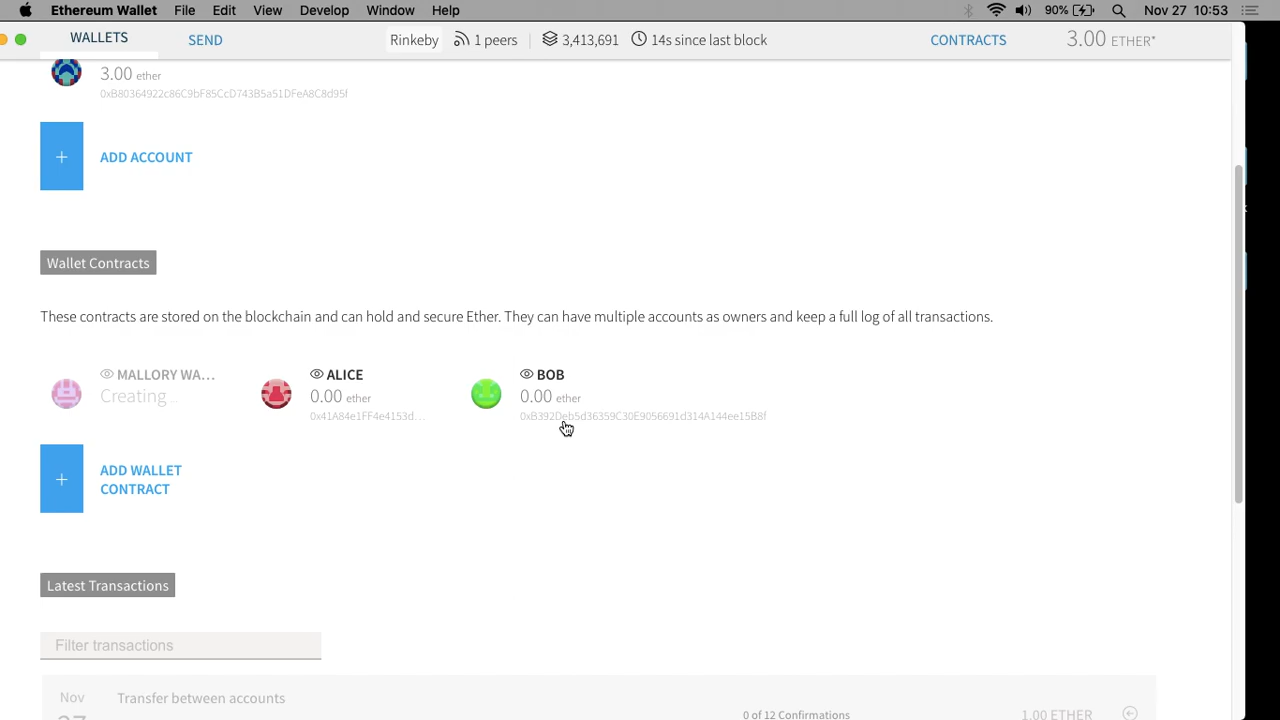 Ethereum Wallet File Edit View Develop Window Help 90% Nov 27 10:53
WALLETS SEND Rinkeby 1 peers 3,413,691 14s since last block CONTRACTS 3.00 ETHER*
3.00 ether
0xB80364922c86C9bF85CcD743B5a51DFeA8C8d95f
+ ADD ACCOUNT
Wallet Contracts
These contracts are stored on the blockchain and can hold and secure Ether. They can have multiple accounts as owners and keep a full log of all transactions.
MALLORY WA... ALICE BOB
Creating .. 0.00 ether 0.00 ether
0x41A84e1FF4e4153d... 0xB392Deb5d36359C30E9056691d314A144ee15B8f
+ ADD WALLET
CONTRACT
Latest Transactions
Filter transactions
Nov Transfer between accounts
27 0 of 12 Confirmations 1.00 ETHER